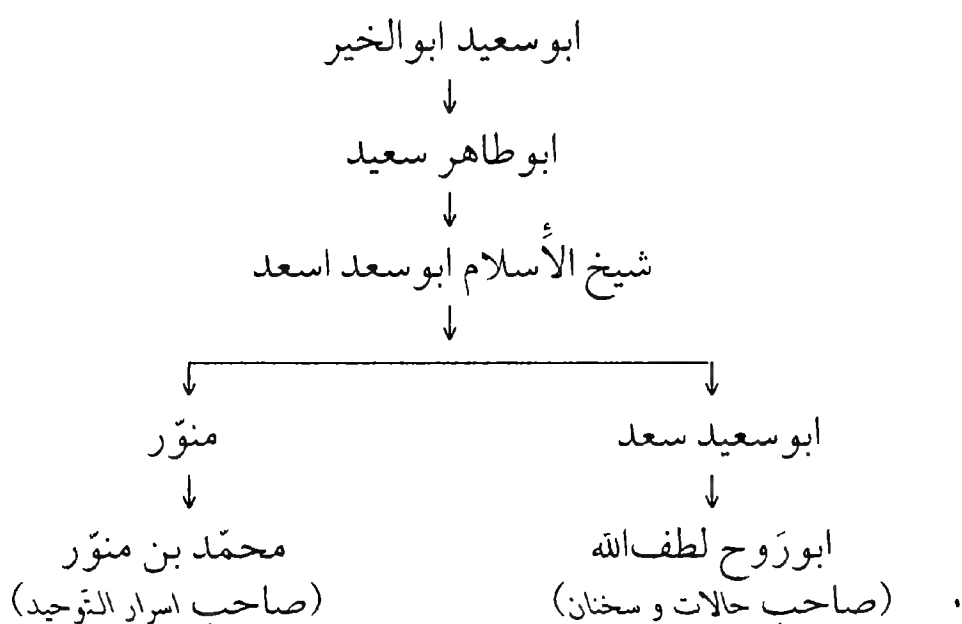 ابوسعید ابوالخیر
ابوطاهر سعید
شیخ الأسلام ابوسعد اسعد
ابوسعید سعد
منوّر
ابورَوح لطف‌الله
محمّد بن منوّر
(صاحب حالات و سخنان)
(صاحب اسرار التّوحید)